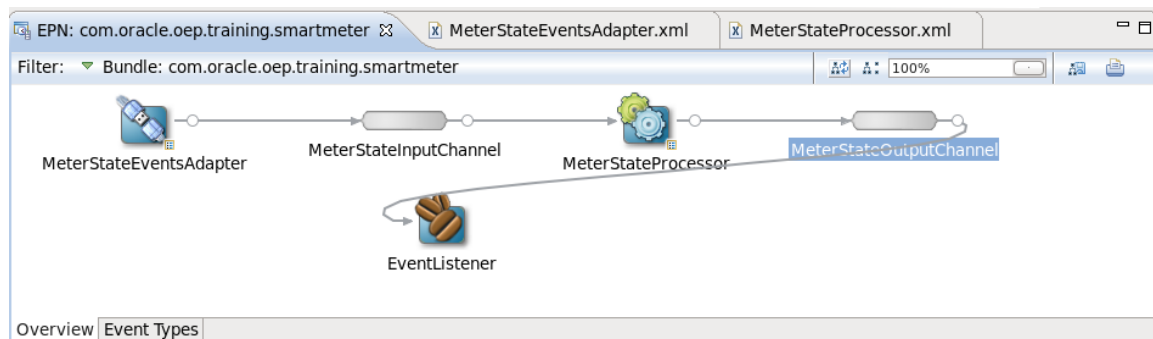 EPN: com.oracle.oep.training.smartmeter MeterStateEventsAdapter.xml MeterStateProcessor.xml
Filter: Bundle: com.oracle.oep.training.smartmeter 100%
MeterStateEventsAdapter MeterStateInputChannel MeterStateProcessor MeterStateOutputChannel
EventListener
Overview Event Types